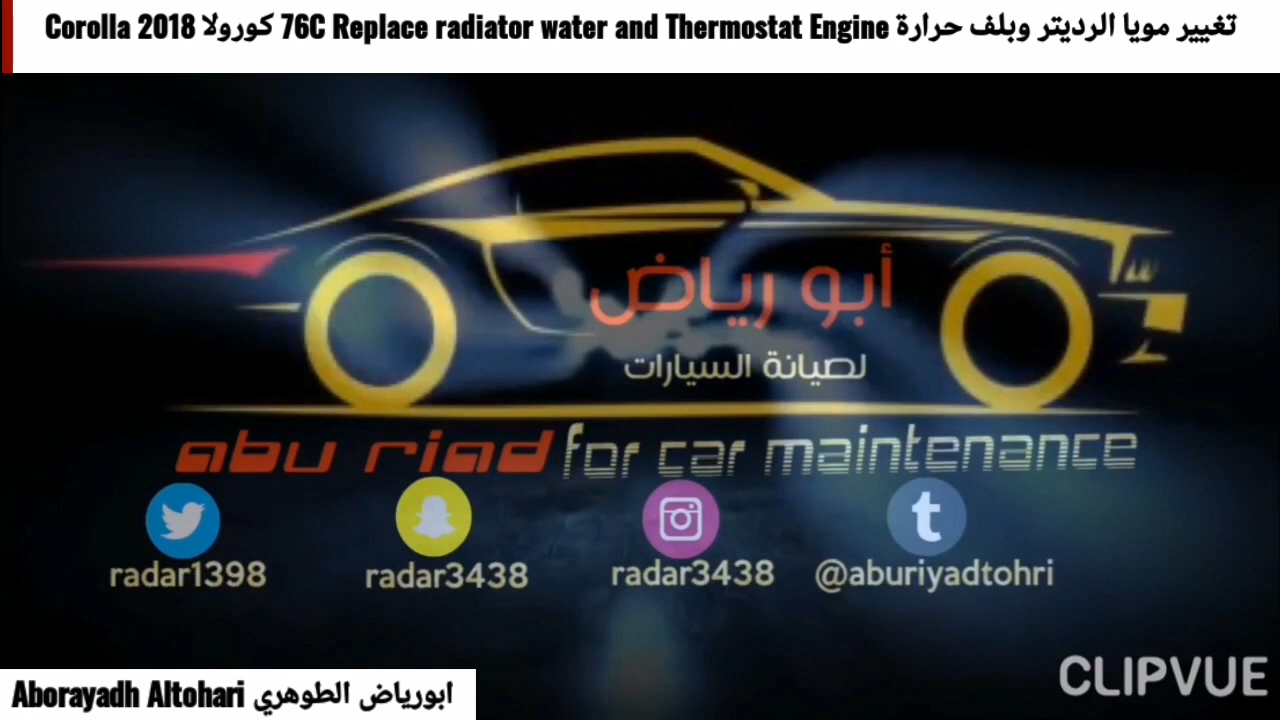 تغيير مويا الرديتر وبلف حرارة 76C Replace radiator water and Thermostat Engine كورولا Corolla 2018
أبو رياض
لصيانة السيارات
abu riad for car maintenance
radar1398
radar3438
radar3438
@aburiyadtohri
CLIPVUE
Aborayadh Altohari ابورياض الطوهري